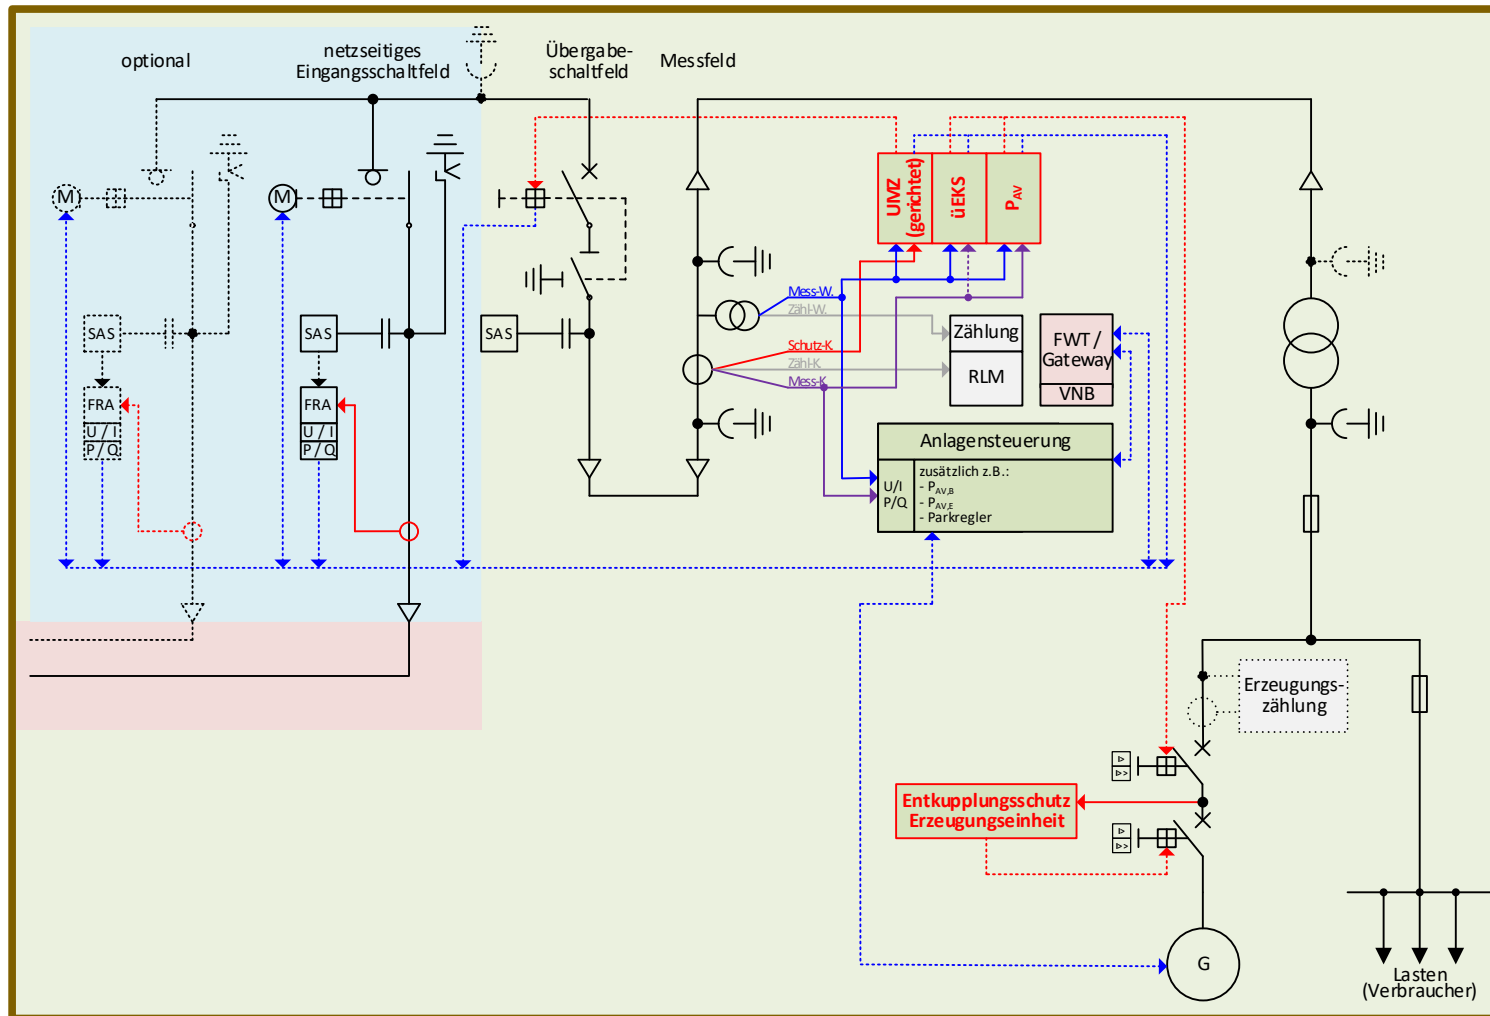 optional
netzseitiges
Eingangsschaltfeld
Übergabe-
schaltfeld
Messfeld
M
M
UMZ
(gerichtet)
üEKS
PAV
Mess-W.
Zähl-W.
Schutz-K.
Zähl-K.
Mess-K.
SAS
SAS
SAS
Zählung
RLM
FWT /
Gateway
VNB
FRA
U / I
P / Q
FRA
U / I
P / Q
Anlagensteuerung
U/I
P/Q
zusätzlich z.B.:
- PAV,B
- PAV,E
- Parkregler
Erzeugungs-
zählung
Entkupplungsschutz
Erzeugungseinheit
G
Lasten
(Verbraucher)